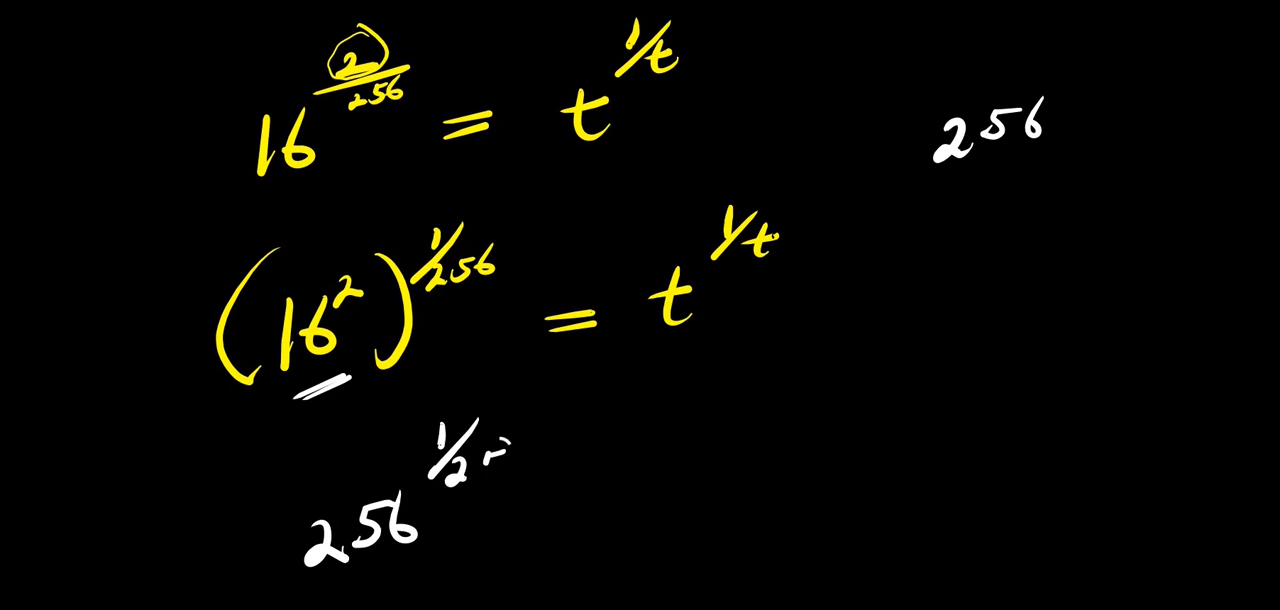 16^(2/256) = t^(1/t)
256
(16^2)^(1/256) = t^(1/t)
256^(1/2